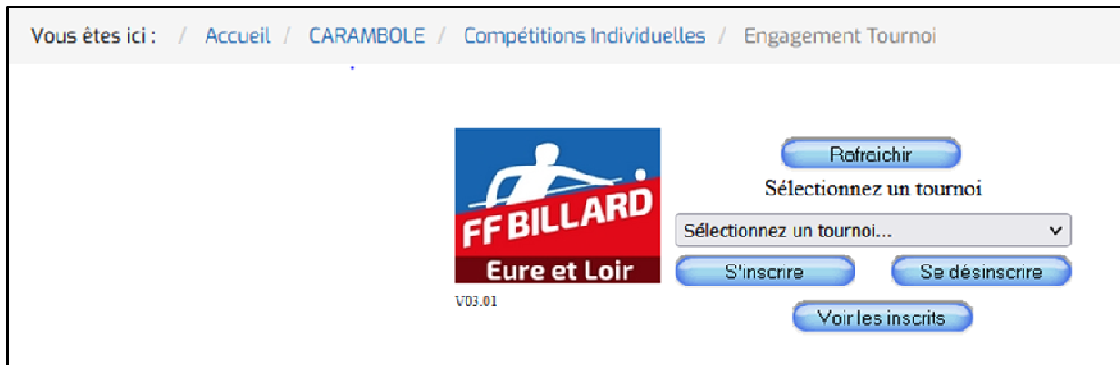 Vous êtes ici : / Accueil / CARAMBOLE / Compétitions Individuelles / Engagement Tournoi
FF BILLARD
Eure et Loir
V03.01
Rafraichir
Sélectionnez un tournoi
Sélectionnez un tournoi...
S'inscrire
Se désinscrire
Voir les inscrits